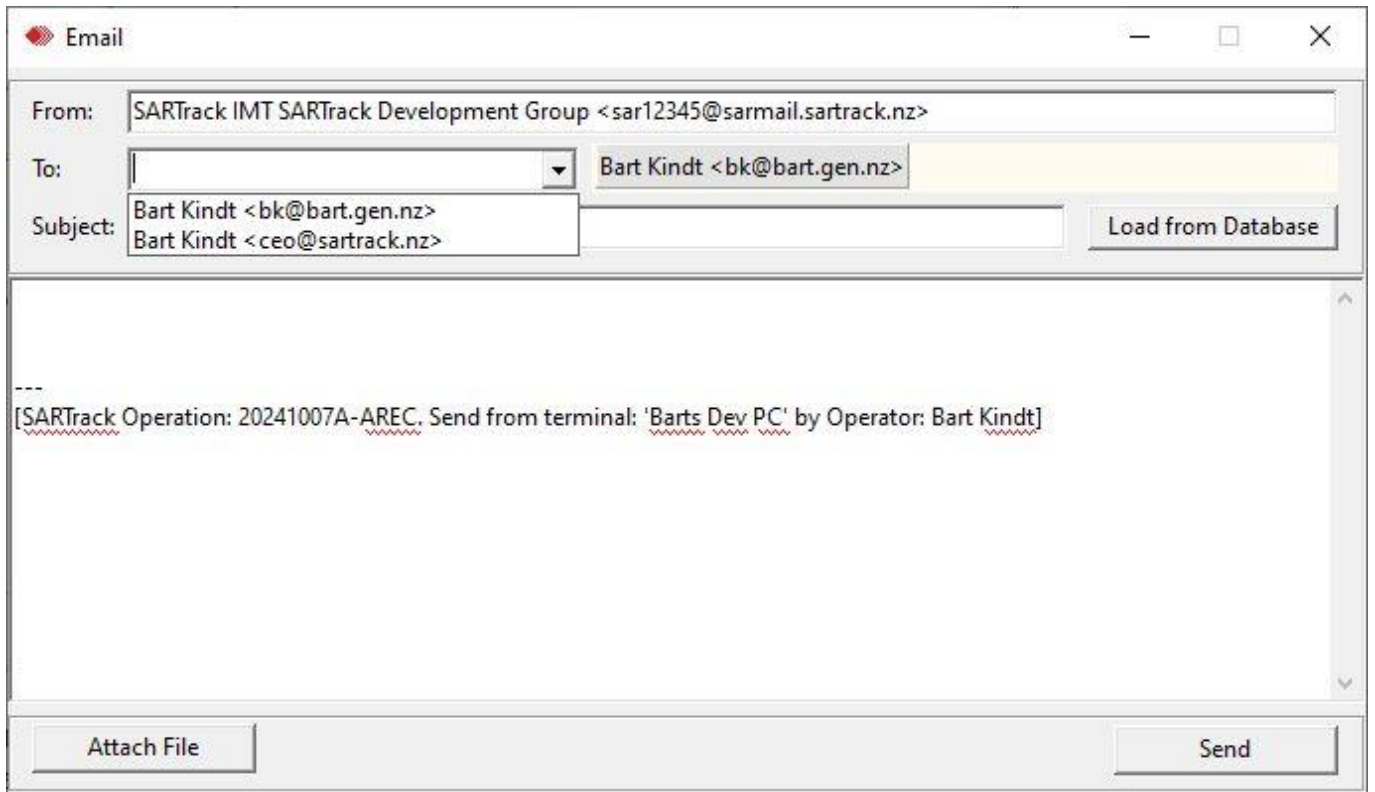 Email
From: SARTrack IMT SARTrack Development Group <sar12345@sarmail.sartrack.nz>
To: Bart Kindt <bk@bart.gen.nz>
Bart Kindt <bk@bart.gen.nz>
Subject: Bart Kindt <ceo@sartrack.nz> Load from Database
---
[SARTrack Operation: 20241007A-AREC. Send from terminal: 'Barts Dev PC' by Operator: Bart Kindt]
Attach File Send